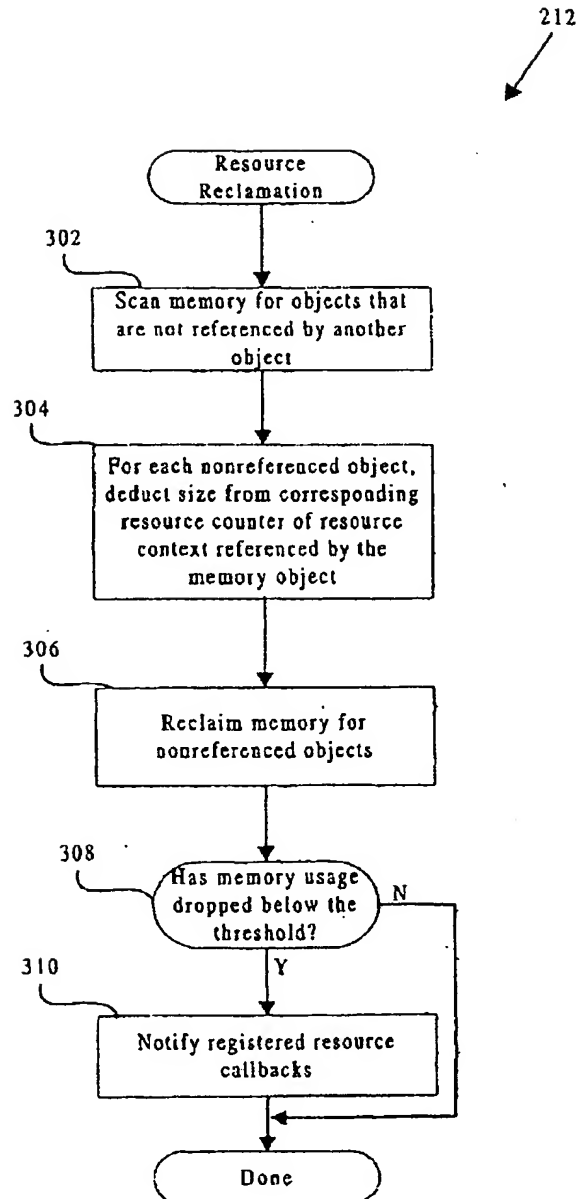 212
Resource
Reclamation
302
Scan memory for objects that
are not referenced by another
object
304
For each nonreferenced object,
deduct size from corresponding
resource counter of resource
context referenced by the
memory object
306
Reclaim memory for
nonreferenced objects
308
Has memory usage
dropped below the
threshold?
N
Y
310
Notify registered resource
callbacks
Done